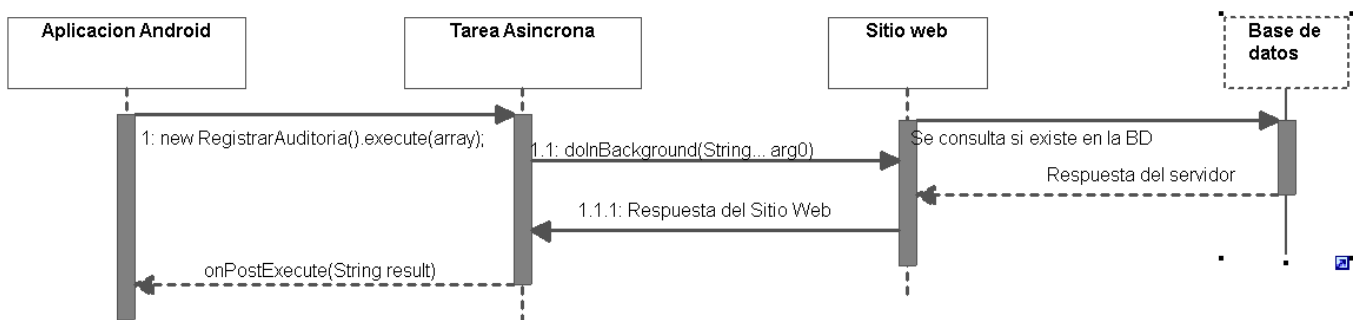 Aplicacion Android
Tarea Asincrona
Sitio web
Base de
datos
1: new RegistrarAuditoria().execute(array);
1.1: doInBackground(String... arg0)
Se consulta si existe en la BD
Respuesta del servidor
1.1.1: Respuesta del Sitio Web
onPostExecute(String result)